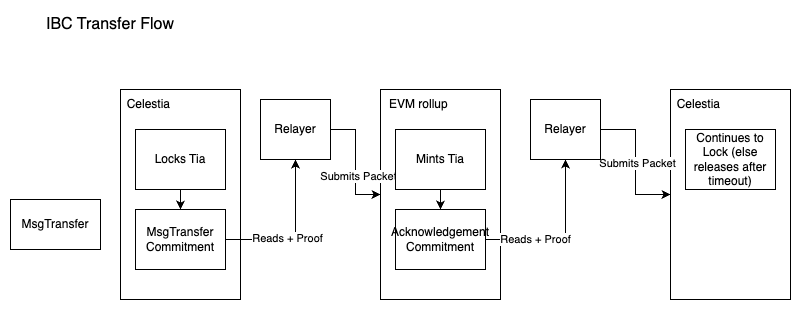 IBC Transfer Flow
MsgTransfer
Celestia
Locks Tia
MsgTransfer
Commitment
Reads + Proof
Relayer
Submits Packet
EVM rollup
Mints Tia
Acknowledgement
Commitment
Reads + Proof
Relayer
Submits Packet
Celestia
Continues to
Lock (else
releases after
timeout)